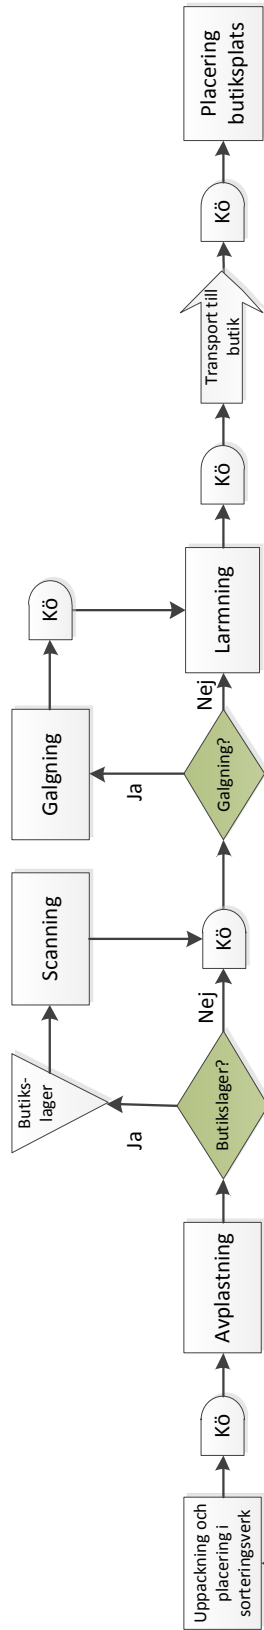 Uppackning och
placering i
sorteringsverk
Kö
Avplastning
Butikslager?
Ja
Nej
Butiks-
lager
Scanning
Kö
Galgning?
Ja
Nej
Galgning
Kö
Larmning
Kö
Transport till
butik
Kö
Placering
butiksplats